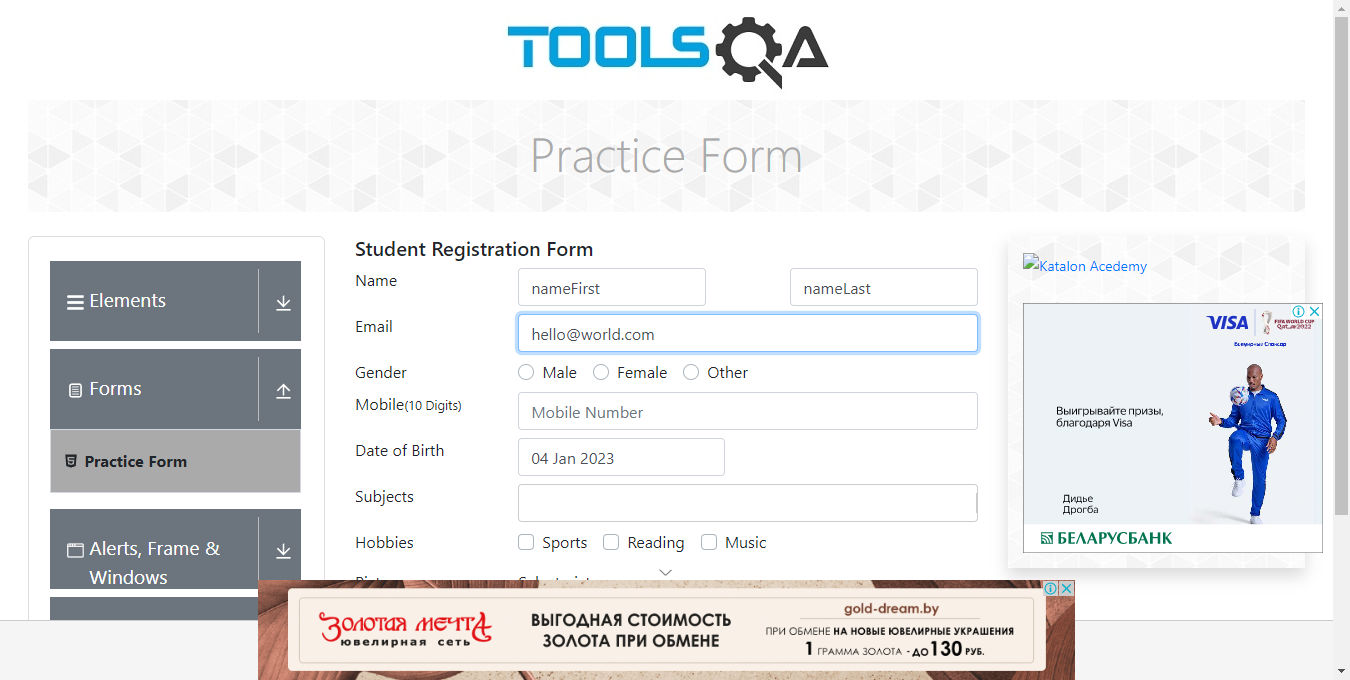 TOOLSQA
Practice Form
Elements
Forms
Practice Form
Alerts, Frame &
Windows
Student Registration Form
Name
nameFirst
nameLast
Email
hello@world.com
Gender
Male
Female
Other
Mobile(10 Digits)
Mobile Number
Date of Birth
04 Jan 2023
Subjects
Hobbies
Sports
Reading
Music
Katalon Acedemy
VISA
FIFA WORLD CUP
Qatar2022
Всемирный Спонсор
Выигрывайте призы,
благодаря Visa
Дидье
Дрогба
БЕЛАРУСБАНК
ЗОЛОТАЯ МЕЧТА
ювелирная сеть
ВЫГОДНАЯ СТОИМОСТЬ
ЗОЛОТА ПРИ ОБМЕНЕ
gold-dream.by
ПРИ ОБМЕНЕ НА НОВЫЕ ЮВЕЛИРНЫЕ УКРАШЕНИЯ
1 ГРАММА ЗОЛОТА - ДО 130 РУБ.